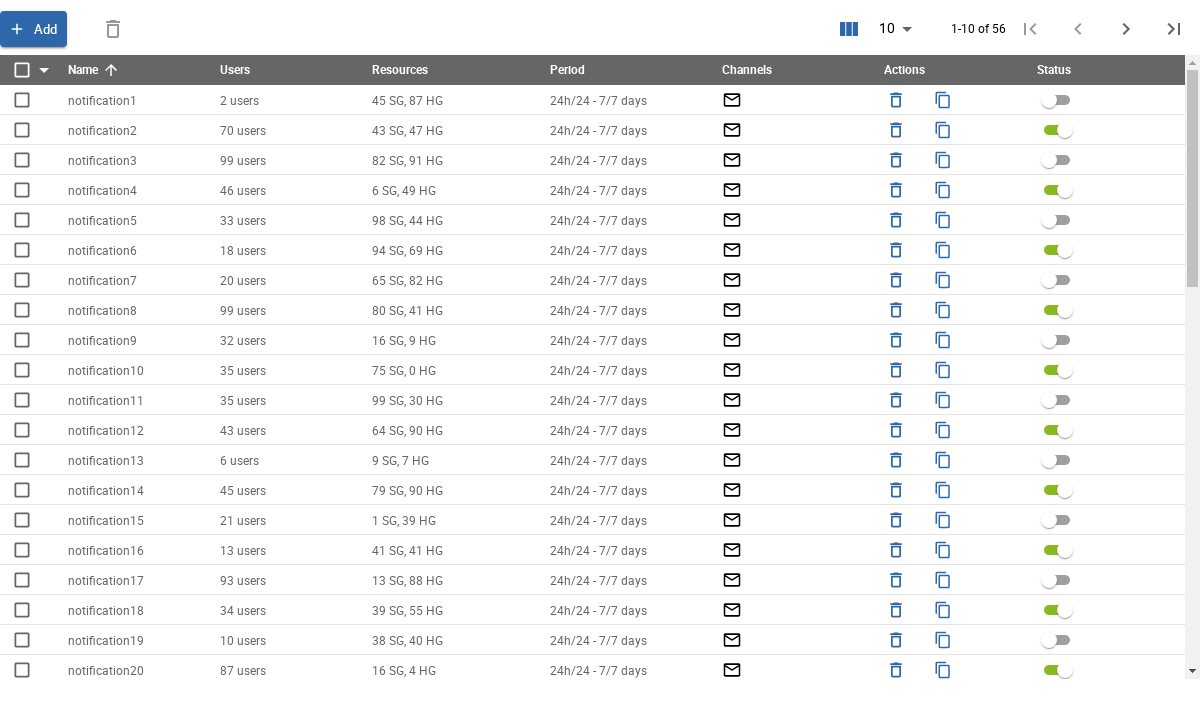 Add 10 1-10 of 56
Name Users Resources Period Channels Actions Status
notification1 2 users 45 SG, 87 HG 24h/24 - 7/7 days
notification2 70 users 43 SG, 47 HG 24h/24 - 7/7 days
notification3 99 users 82 SG, 91 HG 24h/24 - 7/7 days
notification4 46 users 6 SG, 49 HG 24h/24 - 7/7 days
notification5 33 users 98 SG, 44 HG 24h/24 - 7/7 days
notification6 18 users 94 SG, 69 HG 24h/24 - 7/7 days
notification7 20 users 65 SG, 82 HG 24h/24 - 7/7 days
notification8 99 users 80 SG, 41 HG 24h/24 - 7/7 days
notification9 32 users 16 SG, 9 HG 24h/24 - 7/7 days
notification10 35 users 75 SG, 0 HG 24h/24 - 7/7 days
notification11 35 users 99 SG, 30 HG 24h/24 - 7/7 days
notification12 43 users 64 SG, 90 HG 24h/24 - 7/7 days
notification13 6 users 9 SG, 7 HG 24h/24 - 7/7 days
notification14 45 users 79 SG, 90 HG 24h/24 - 7/7 days
notification15 21 users 1 SG, 39 HG 24h/24 - 7/7 days
notification16 13 users 41 SG, 41 HG 24h/24 - 7/7 days
notification17 93 users 13 SG, 88 HG 24h/24 - 7/7 days
notification18 34 users 39 SG, 55 HG 24h/24 - 7/7 days
notification19 10 users 38 SG, 40 HG 24h/24 - 7/7 days
notification20 87 users 16 SG, 4 HG 24h/24 - 7/7 days